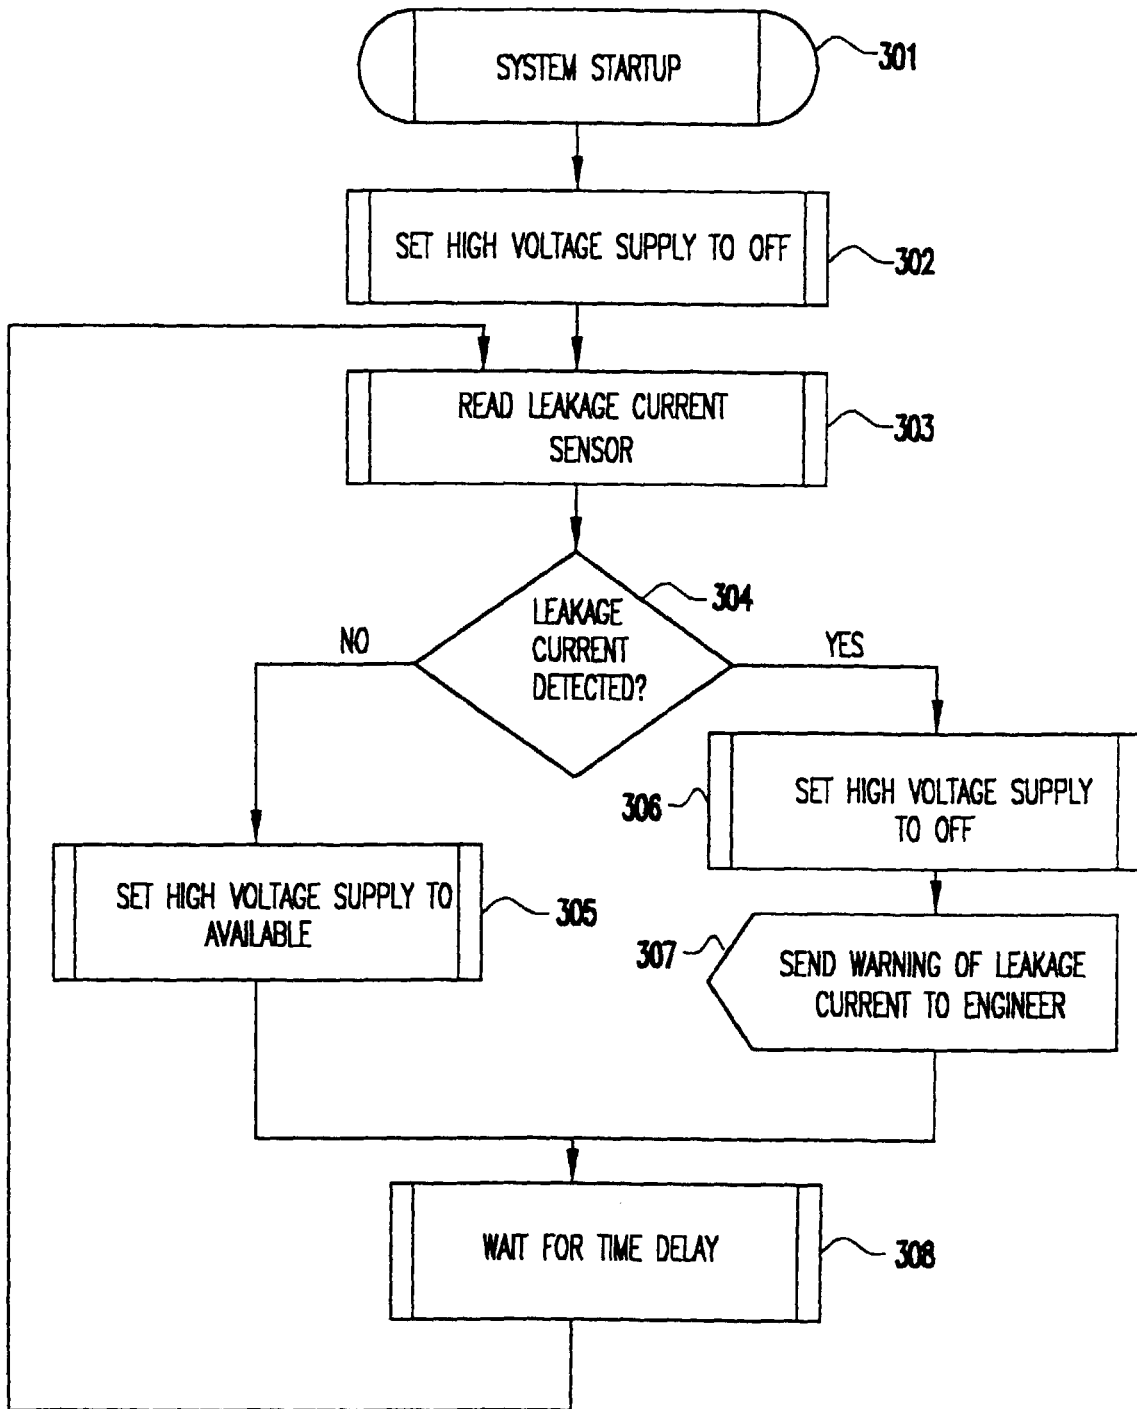 SYSTEM STARTUP
301
SET HIGH VOLTAGE SUPPLY TO OFF
302
READ LEAKAGE CURRENT
SENSOR
303
LEAKAGE
CURRENT
DETECTED?
304
NO
YES
SET HIGH VOLTAGE SUPPLY
TO OFF
306
SET HIGH VOLTAGE SUPPLY TO
AVAILABLE
305
SEND WARNING OF LEAKAGE
CURRENT TO ENGINEER
307
WAIT FOR TIME DELAY
308